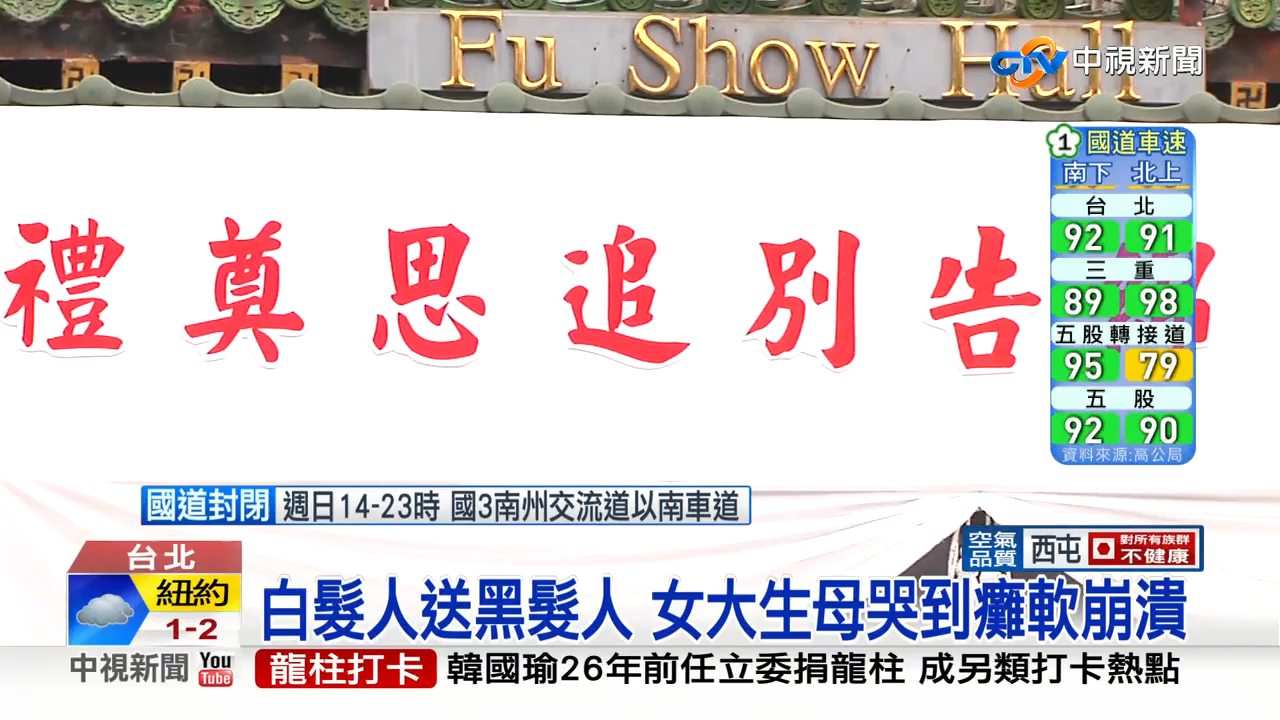 Fu Show Hall
CTV 中視新聞
禮奠思追別告
1 國道車速
南下 北上
台北
92 91
三重
89 98
五股轉接道
95 79
五股
92 90
資料來源:高公局
國道封閉 週日14-23時 國3南州交流道以南車道
空氣品質 西屯 對所有族群不健康
台北
紐約
1-2
白髮人送黑髮人 女大生母哭到癱軟崩潰
中視新聞 YouTube
龍柱打卡 韓國瑜26年前任立委捐龍柱 成另類打卡熱點